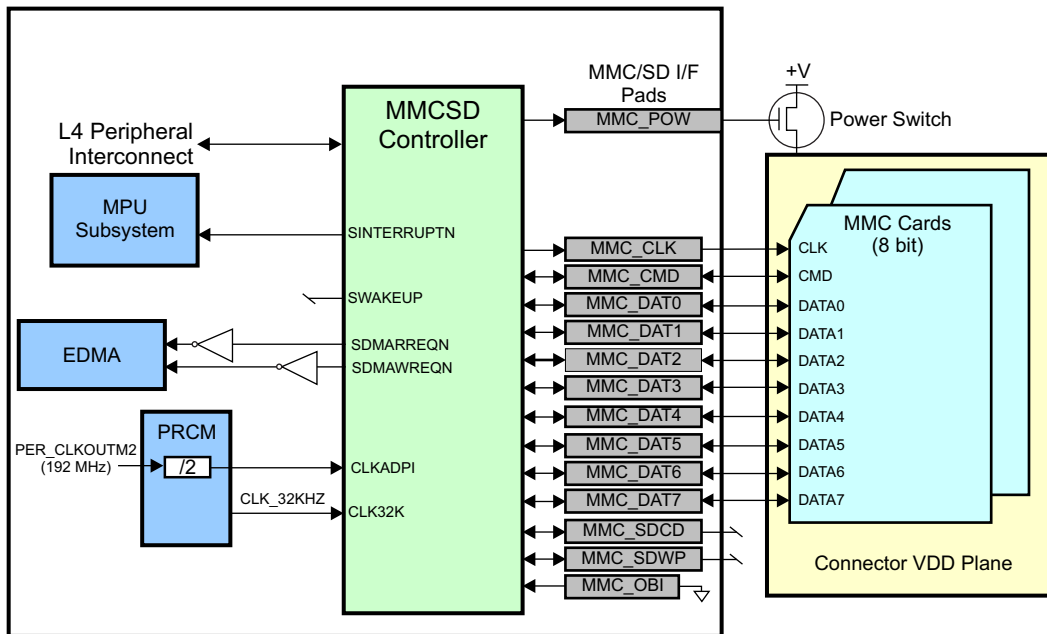 MMC/SD I/F
Pads
+V
MMCSD
Controller
MMC_POW
Power Switch
L4 Peripheral
Interconnect
MPU
Subsystem
SINTERRUPTN
MMC Cards
(8 bit)
MMC_CLK
CLK
MMC_CMD
CMD
SWAKEUP
MMC_DAT0
DATA0
MMC_DAT1
DATA1
EDMA
SDMARREQN
SDMAWREQN
MMC_DAT2
DATA2
MMC_DAT3
DATA3
MMC_DAT4
DATA4
PRCM
PER_CLKOUTM2
(192 MHz)
/2
MMC_DAT5
DATA5
CLKADPI
MMC_DAT6
DATA6
CLK_32KHZ
MMC_DAT7
DATA7
CLK32K
MMC_SDCD
MMC_SDWP
MMC_OBI
Connector VDD Plane